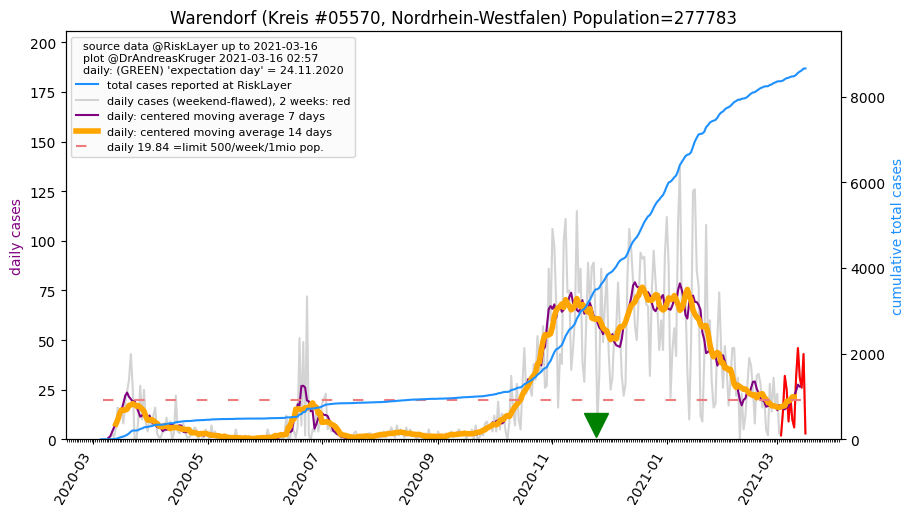 Warendorf (Kreis #05570, Nordrhein-Westfalen) Population=277783
source data @RiskLayer up to 2021-03-16
plot @DrAndreasKruger 2021-03-16 02:57
daily: (GREEN) 'expectation day' = 24.11.2020
total cases reported at RiskLayer
daily cases (weekend-flawed), 2 weeks: red
daily: centered moving average 7 days
daily: centered moving average 14 days
daily 19.84 =limit 500/week/1mio pop.
daily cases
200
175
150
125
100
75
50
25
0
8000
6000
4000
2000
0
cumulative total cases
2020-03
2020-05
2020-07
2020-09
2020-11
2021-01
2021-03